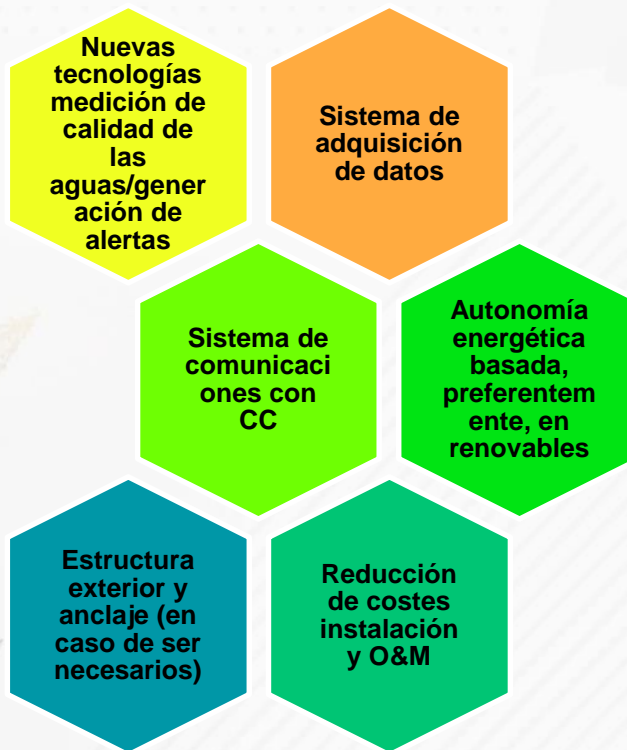 Nuevas
tecnologías
medición de
calidad de
las
aguas/gener
ación de
alertas
Sistema de
adquisición
de datos
Sistema de
comunicaci
ones con
CC
Autonomía
energética
basada,
preferentem
ente, en
renovables
Estructura
exterior y
anclaje (en
caso de ser
necesarios)
Reducción
de costes
instalación
y O&M